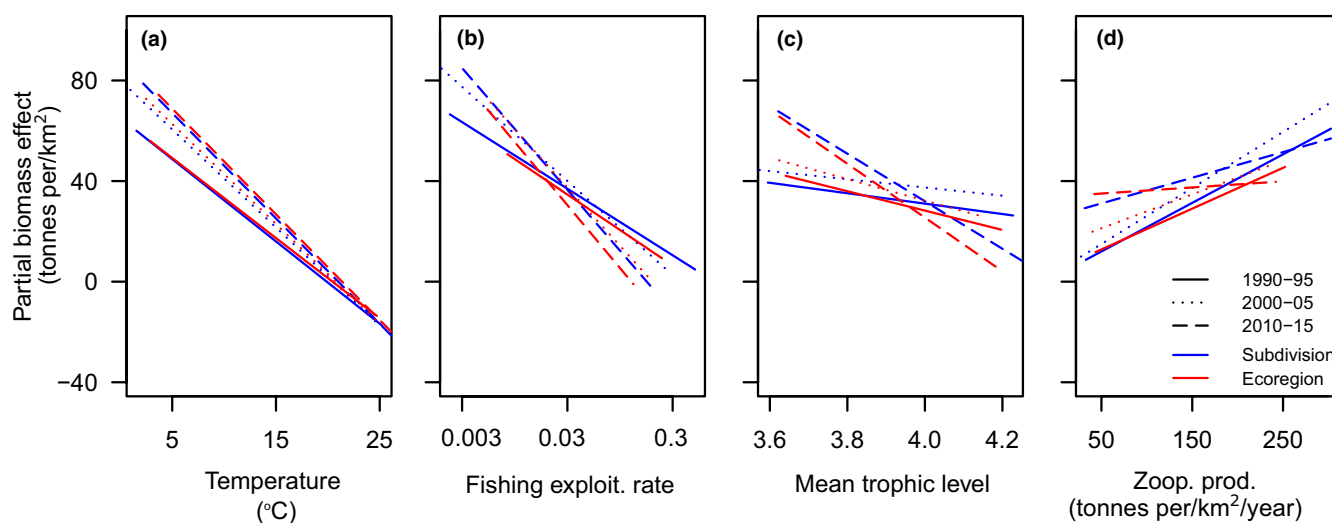 Partial biomass effect
(tonnes per/km²)
80
40
0
−40
(a)
5 15 25
Temperature
(°C)
(b)
0.003 0.03 0.3
Fishing exploit. rate
(c)
3.6 3.8 4.0 4.2
Mean trophic level
(d)
1990−95
2000−05
2010−15
Subdivision
Ecoregion
50 150 250
Zoop. prod.
(tonnes per/km²/year)